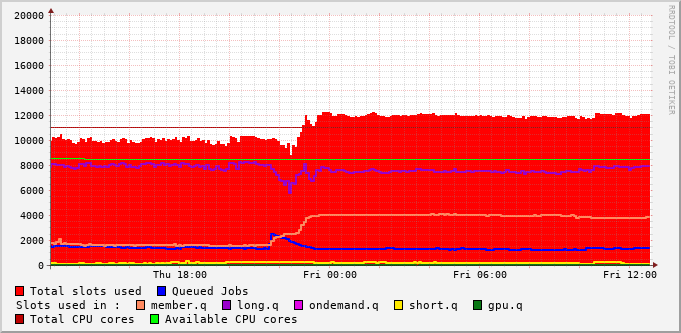 20000
18000
16000
14000
12000
10000
8000
6000
4000
2000
0
Thu 18:00 Fri 00:00 Fri 06:00 Fri 12:00
Total slots used Queued Jobs
Slots used in : member.q long.q ondemand.q short.q gpu.q
Total CPU cores Available CPU cores
RRDTOOL / TOBI OETIKER